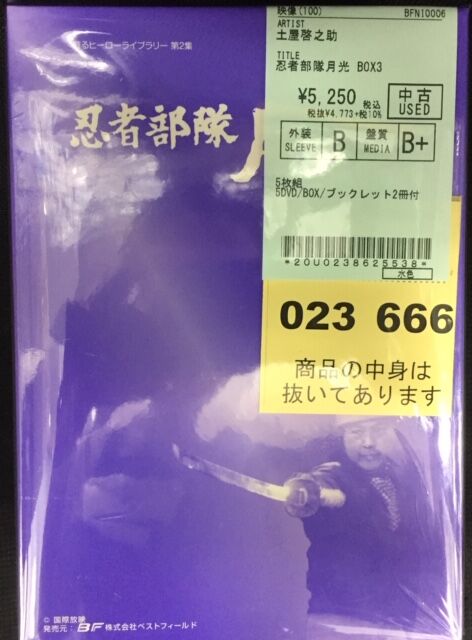 るヒーローライブラリー 第2集
忍者部隊
映像(100) BFNI0006
ARTIST
土屋啓之助
TITLE
忍者部隊月光 BOX3
¥5,250 税込
税抜¥4,773+税10%
中古
USED
外装
SLEEVE
B
盤質
MEDIA
B+
5枚組
5DVD/BOX/ブックレット2冊付
*20U0238625538*
水色
023 666
商品の中身は
抜いてあります
© 国際放映
発売元: BF 株式会社ベストフィールド